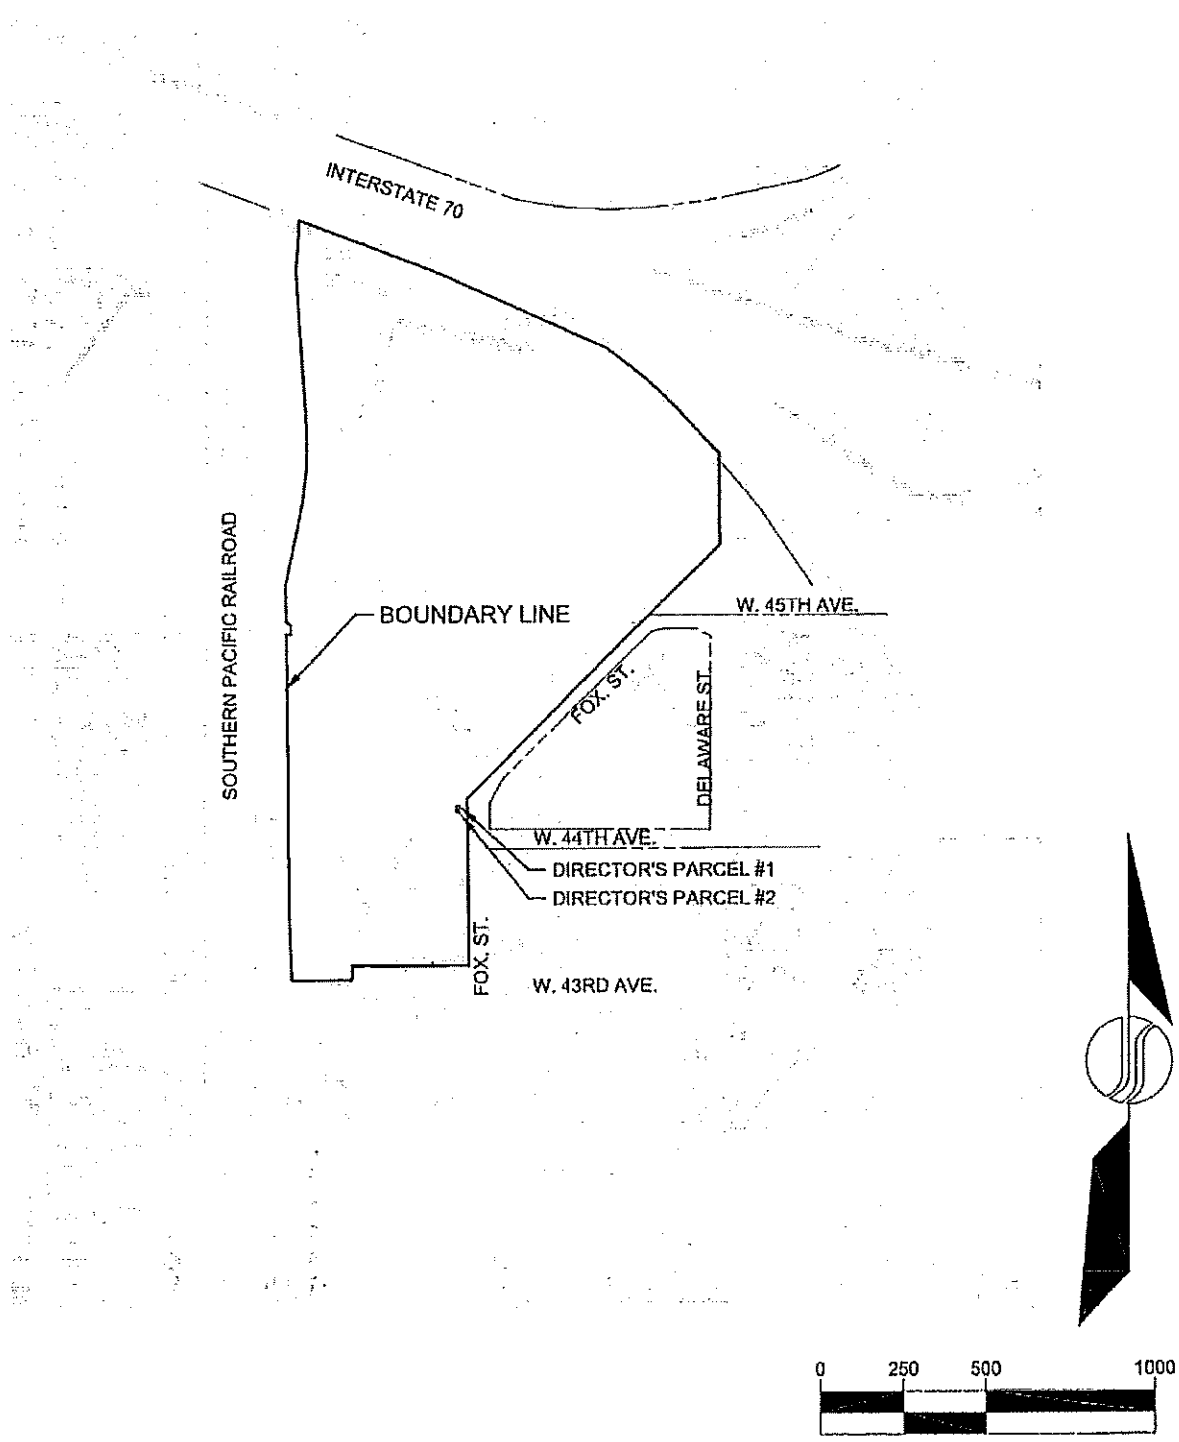 INTERSTATE 70
SOUTHERN PACIFIC RAILROAD
BOUNDARY LINE
W. 45TH AVE.
FOX. ST.
DELAWARE ST.
W. 44TH AVE.
DIRECTOR'S PARCEL #1
DIRECTOR'S PARCEL #2
FOX. ST.
W. 43RD AVE.
0 250 500 1000